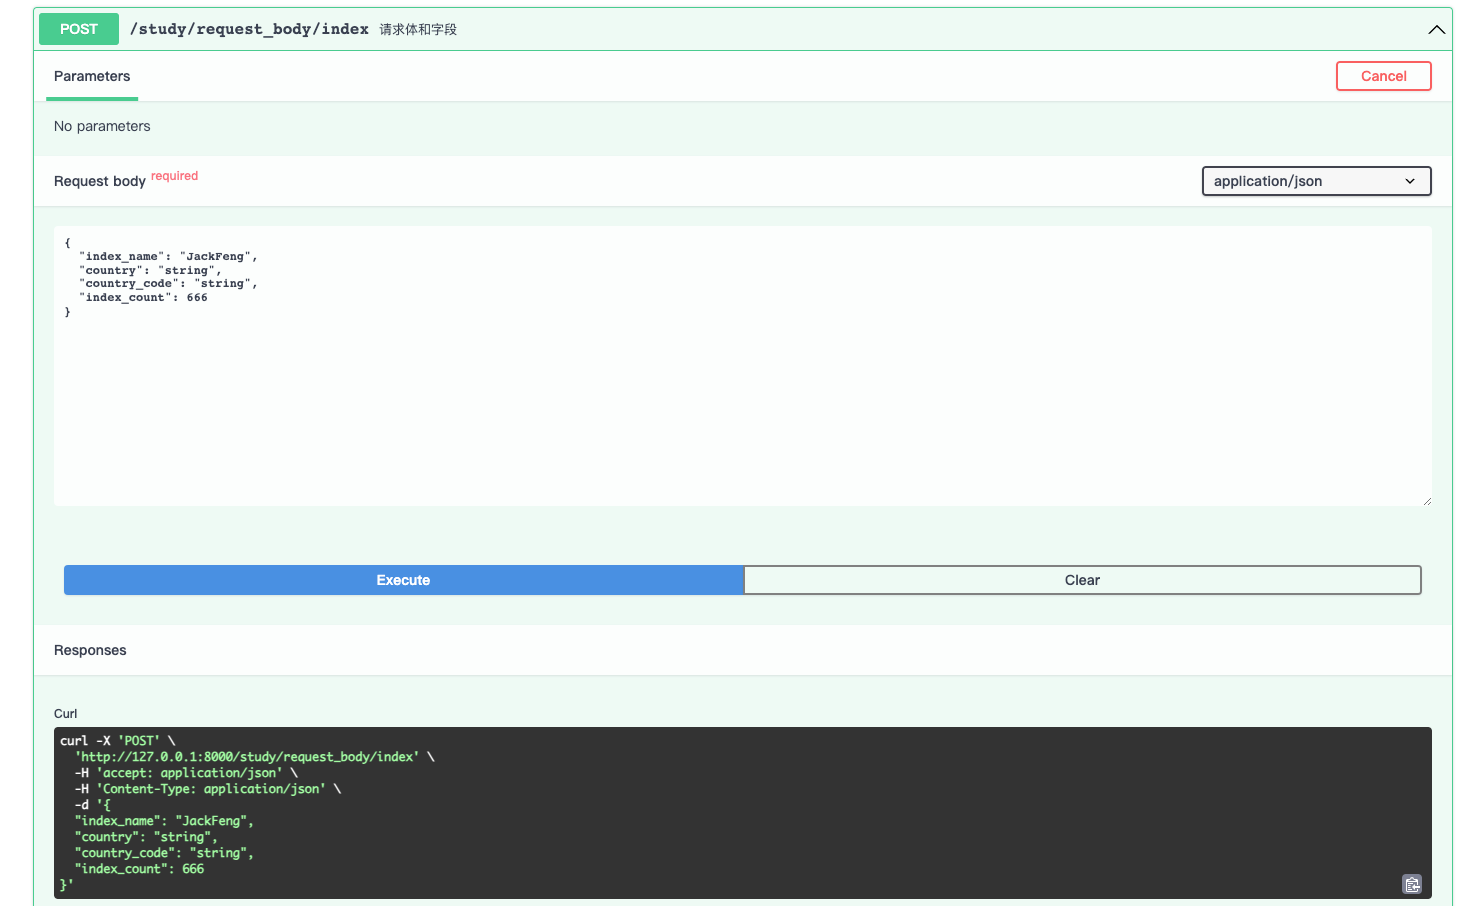 POST /study/request_body/index 请求体和字段
Parameters
Cancel
No parameters
Request body required
application/json
{
  "index_name": "JackFeng",
  "country": "string",
  "country_code": "string",
  "index_count": 666
}
Execute
Clear
Responses
Curl
curl -X 'POST' \
  'http://127.0.0.1:8000/study/request_body/index' \
  -H 'accept: application/json' \
  -H 'Content-Type: application/json' \
  -d '{
  "index_name": "JackFeng",
  "country": "string",
  "country_code": "string",
  "index_count": 666
}'